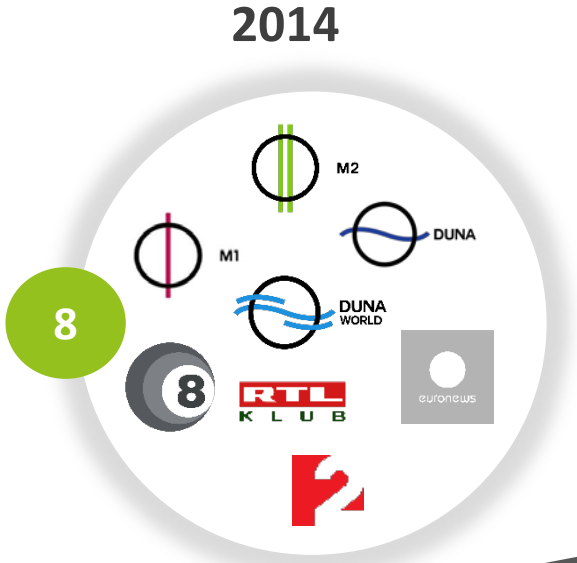 2014
M2
DUNA
M1
DUNA
WORLD
8
8
RTL
KLUB
euronews
2